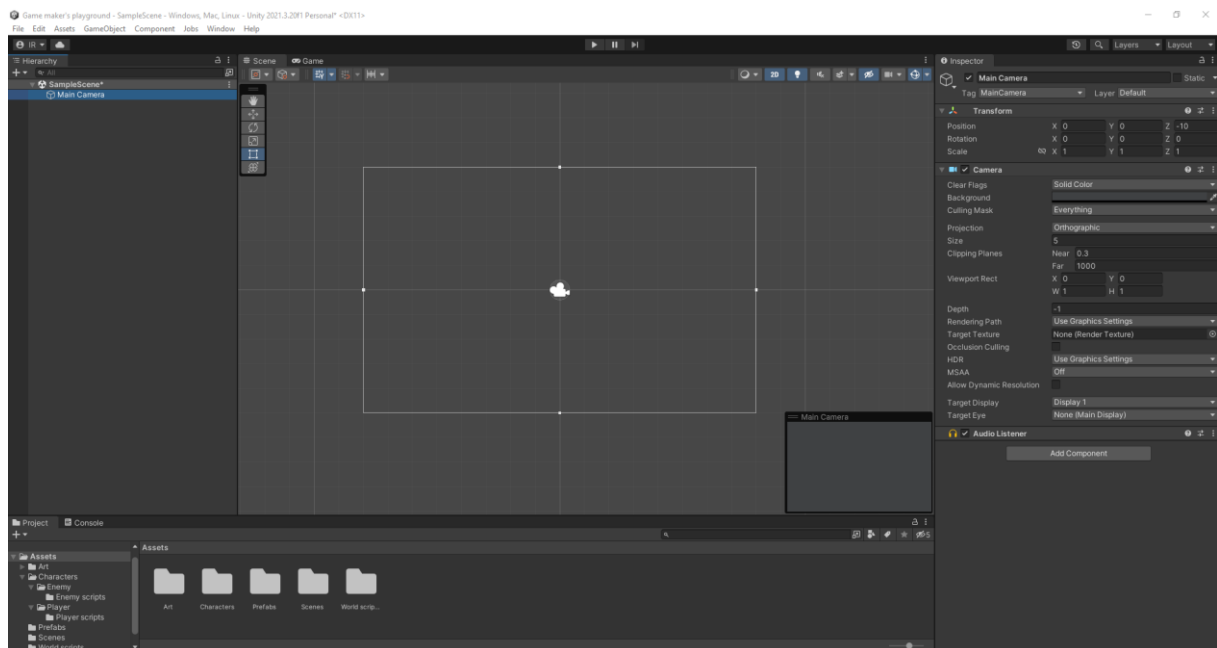 Game maker's playground - SampleScene - Windows, Mac, Linux - Unity 2021.3.20f1 Personal* <DX11>
File Edit Assets GameObject Component Jobs Window Help
IR Layers Layout
Hierarchy
All
SampleScene*
Main Camera
Scene Game
2D
Main Camera
Inspector
Main Camera Static
Tag MainCamera Layer Default
Transform
Position X 0 Y 0 Z -10
Rotation X 0 Y 0 Z 0
Scale X 1 Y 1 Z 1
Camera
Clear Flags Solid Color
Background
Culling Mask Everything
Projection Orthographic
Size 5
Clipping Planes Near 0.3
Far 1000
Viewport Rect X 0 Y 0
W 1 H 1
Depth -1
Rendering Path Use Graphics Settings
Target Texture None (Render Texture)
Occlusion Culling
HDR Use Graphics Settings
MSAA Off
Allow Dynamic Resolution
Target Display Display 1
Target Eye None (Main Display)
Audio Listener
Add Component
Project Console
Assets
Art
Characters
Enemy
Enemy scripts
Player
Player scripts
Prefabs
Scenes
World scripts
Assets
Art Characters Prefabs Scenes World scrip...